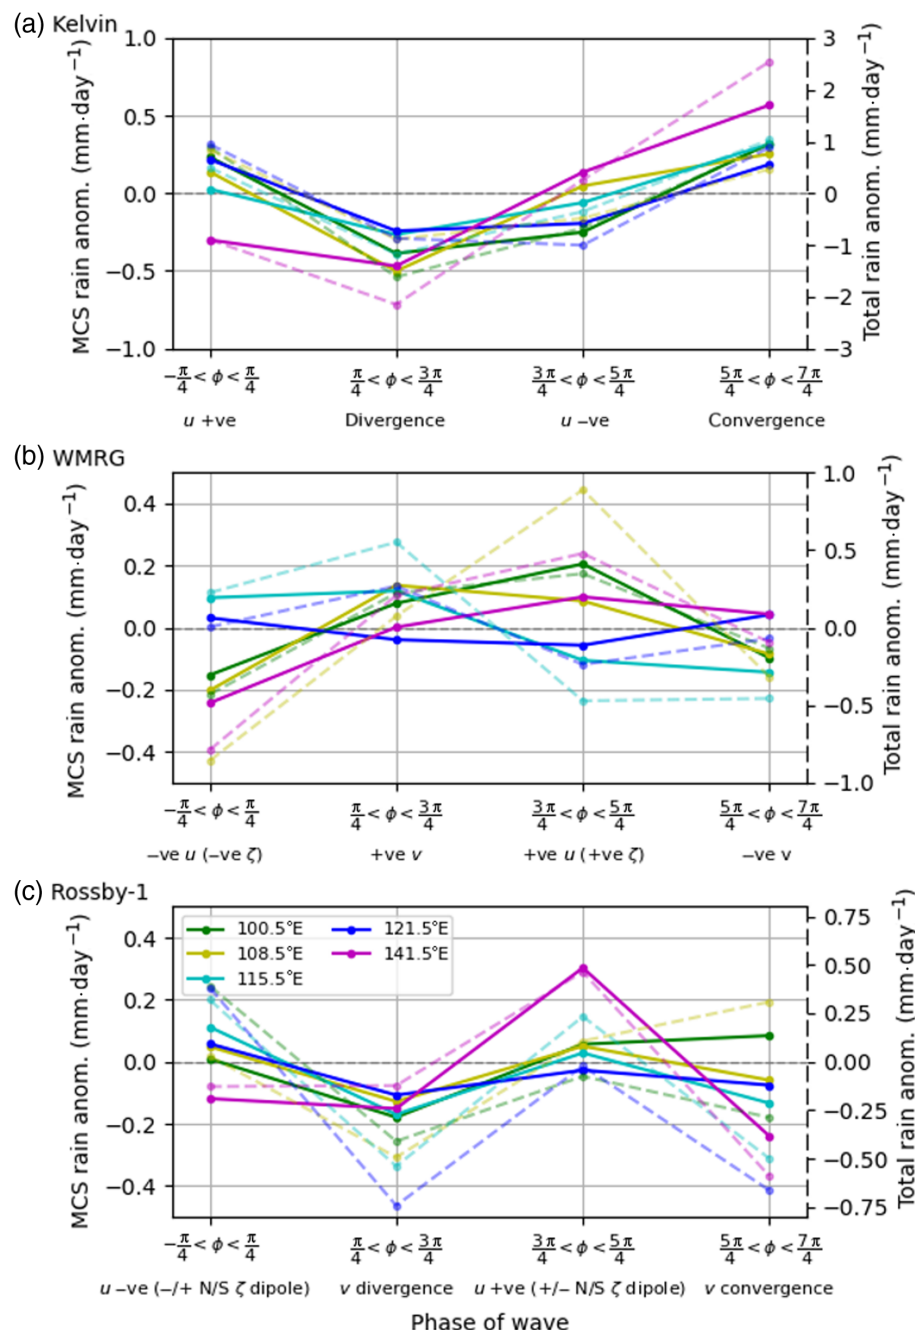 (a) Kelvin
MCS rain anom. (mm·day⁻¹)
1.0
0.5
0.0
−0.5
−1.0
3
2
1
0
−1
−2
−3
Total rain anom. (mm·day⁻¹)
−π/4 < ϕ < π/4
π/4 < ϕ < 3π/4
3π/4 < ϕ < 5π/4
5π/4 < ϕ < 7π/4
u +ve
Divergence
u −ve
Convergence
(b) WMRG
MCS rain anom. (mm·day⁻¹)
0.4
0.2
0.0
−0.2
−0.4
1.0
0.5
0.0
−0.5
−1.0
Total rain anom. (mm·day⁻¹)
−π/4 < ϕ < π/4
π/4 < ϕ < 3π/4
3π/4 < ϕ < 5π/4
5π/4 < ϕ < 7π/4
−ve u (−ve ζ)
+ve v
+ve u (+ve ζ)
−ve v
(c) Rossby-1
MCS rain anom. (mm·day⁻¹)
0.4
0.2
0.0
−0.2
−0.4
100.5°E
108.5°E
115.5°E
121.5°E
141.5°E
0.75
0.50
0.25
0.00
−0.25
−0.50
−0.75
Total rain anom. (mm·day⁻¹)
−π/4 < ϕ < π/4
π/4 < ϕ < 3π/4
3π/4 < ϕ < 5π/4
5π/4 < ϕ < 7π/4
u −ve (−/+ N/S ζ dipole)
v divergence
u +ve (+/− N/S ζ dipole)
v convergence
Phase of wave